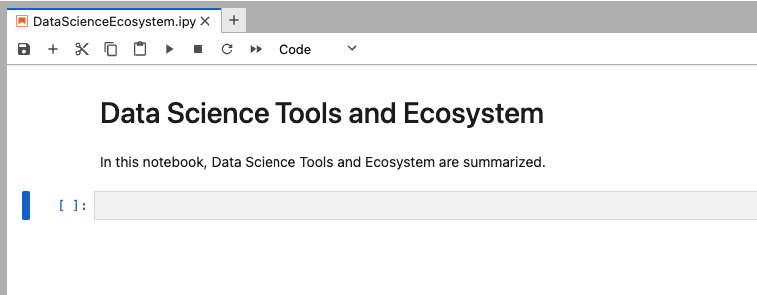 DataScienceEcosystem.ipy
Code
Data Science Tools and Ecosystem
In this notebook, Data Science Tools and Ecosystem are summarized.
[ ]: